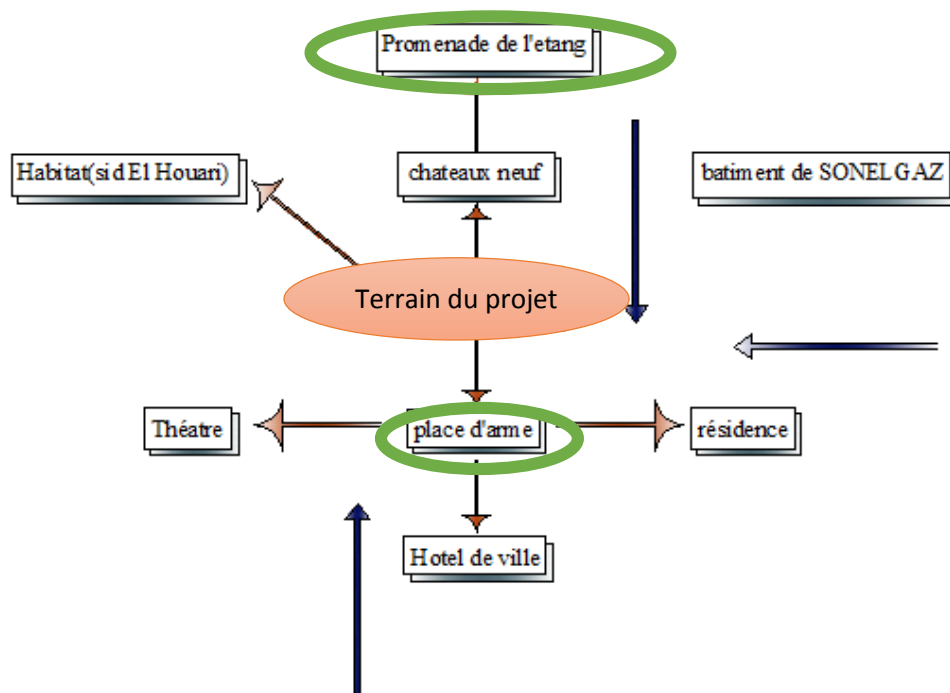 Promenade de l'etang
Habitat(sid El Houari)
chateaux neuf
batiment de SONELGAZ
Terrain du projet
Théatre
place d'arme
résidence
Hotel de ville